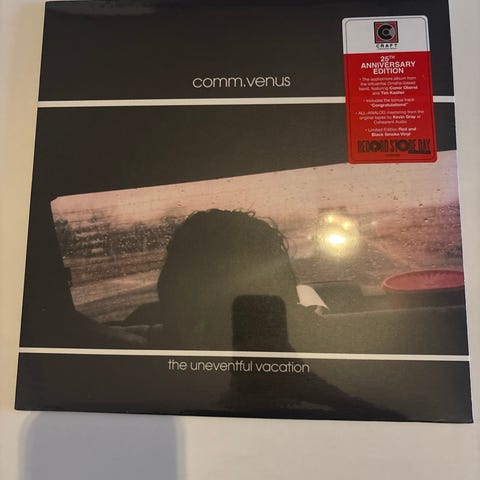 comm.venus
CRAFT
25TH
ANNIVERSARY
EDITION
• The sophomore album from
the influential Omaha-based
band, featuring Conor Oberst
and Tim Kasher
• Includes the bonus track
"Congratulations!"
• ALL-ANALOG mastering from the
original tapes by Kevin Gray at
Coherent Audio
• Limited Edition Red and
Black Smoke Vinyl
RECORD STORE DAY
the uneventful vacation